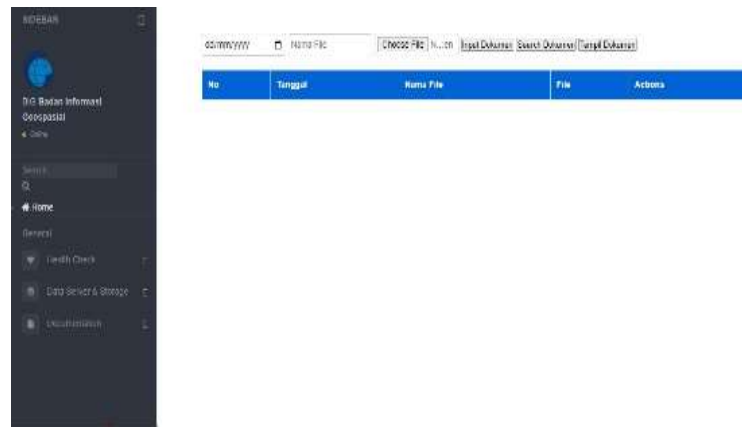 SIDEBAR
DIG Badan Informasi
Geospasial
Online
Search
Home
General
Health Check
Data Server & Storage
Documentation
dd/mm/yyyy Nama File Choose File N...en Input Dokumen Search Dokumen Tampil Dokumen
No Tanggal Nama File File Actions